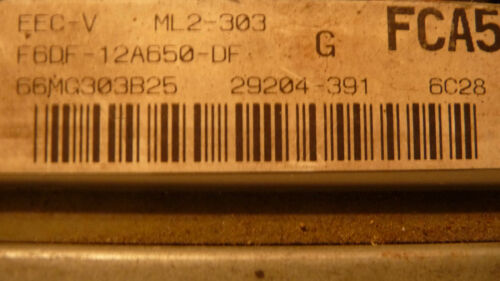 EEC-V ML2-303 G FCA5
F6DF-12A650-DF
66MG303B25 29204-391 6C28